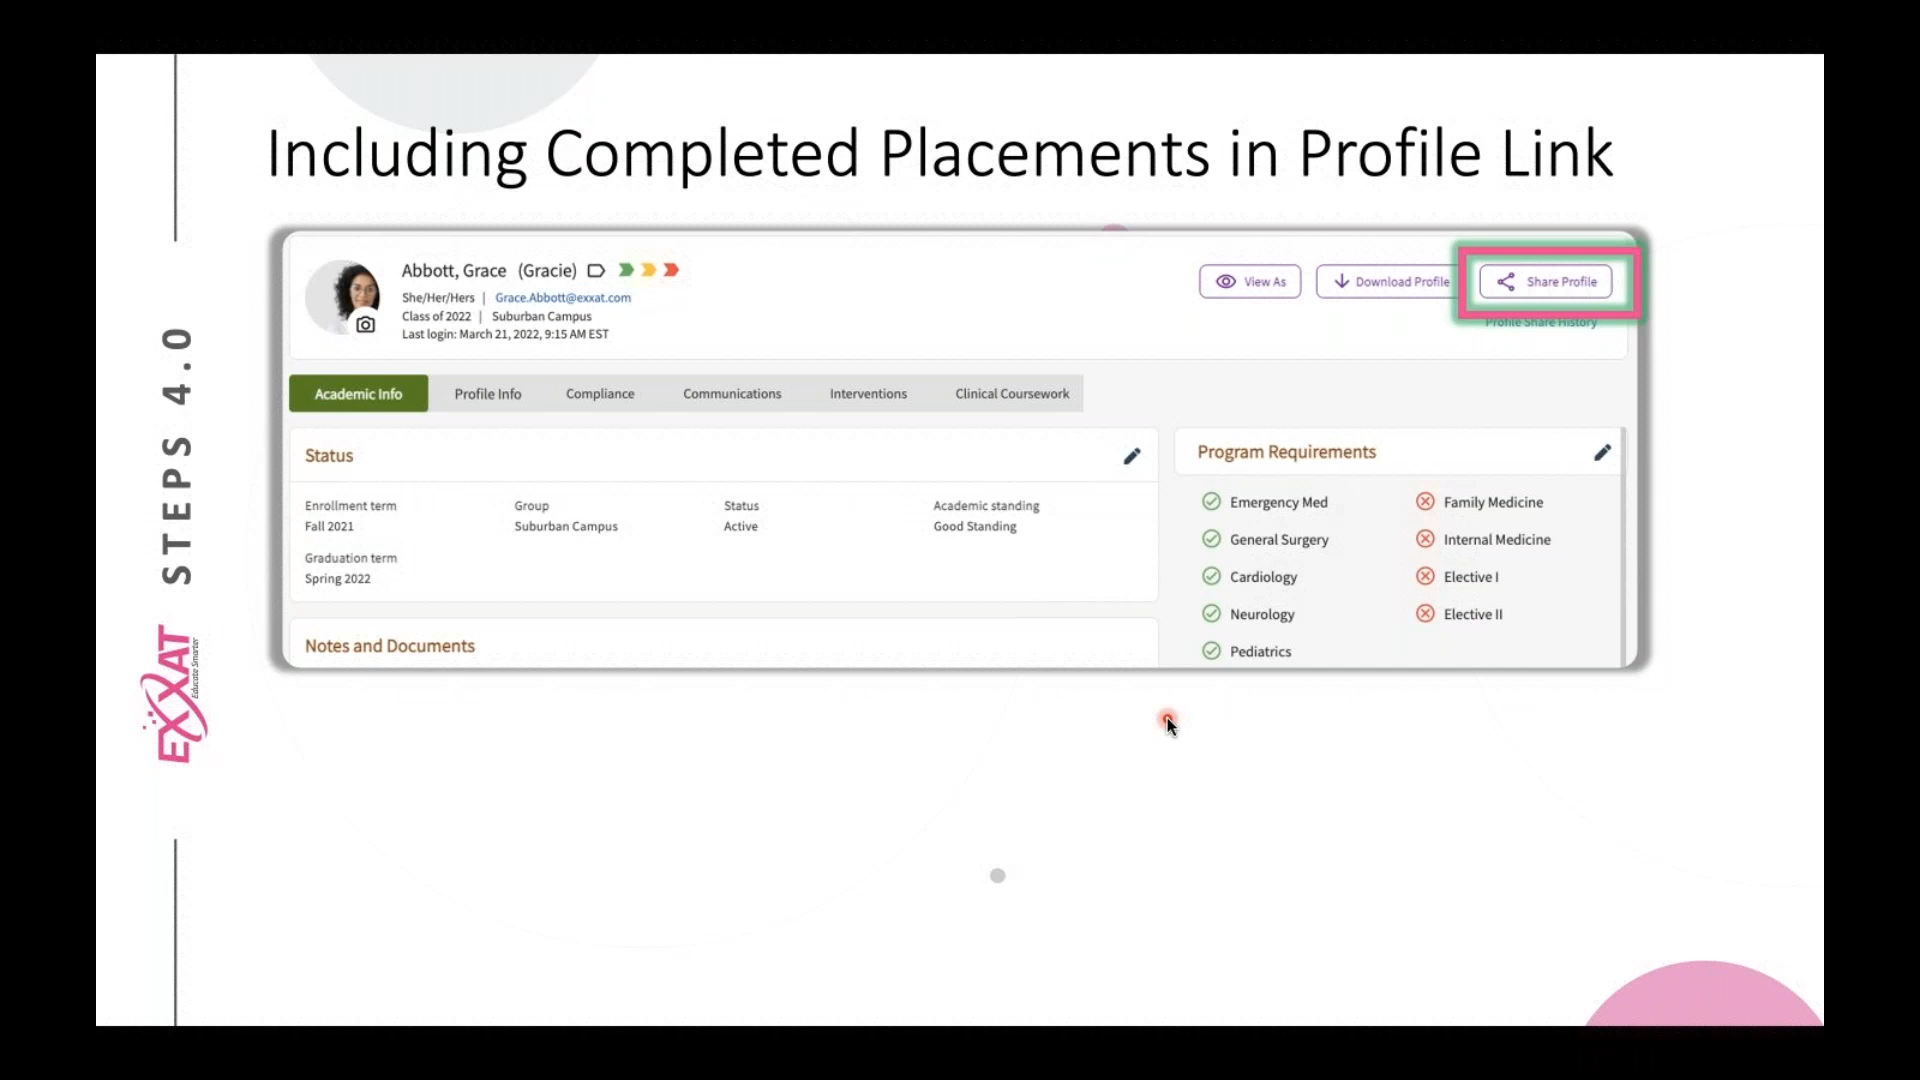 Including Completed Placements in Profile Link
Abbott, Grace (Gracie)
She/Her/Hers | Grace.Abbott@exxat.com
Class of 2022 | Suburban Campus
Last login: March 21, 2022, 9:15 AM EST
View As
Download Profile
Share Profile
Profile Share History
Academic Info
Profile Info
Compliance
Communications
Interventions
Clinical Coursework
Status
Enrollment term
Fall 2021
Group
Suburban Campus
Status
Active
Academic standing
Good Standing
Graduation term
Spring 2022
Notes and Documents
Program Requirements
Emergency Med
General Surgery
Cardiology
Neurology
Pediatrics
Family Medicine
Internal Medicine
Elective I
Elective II
STEPS 4.0
EXXAT
Educate Smarter